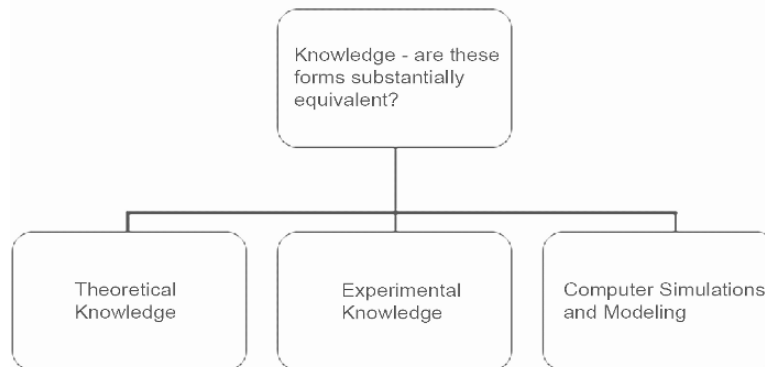 Knowledge - are these
forms substantially
equivalent?
Theoretical
Knowledge
Experimental
Knowledge
Computer Simulations
and Modeling